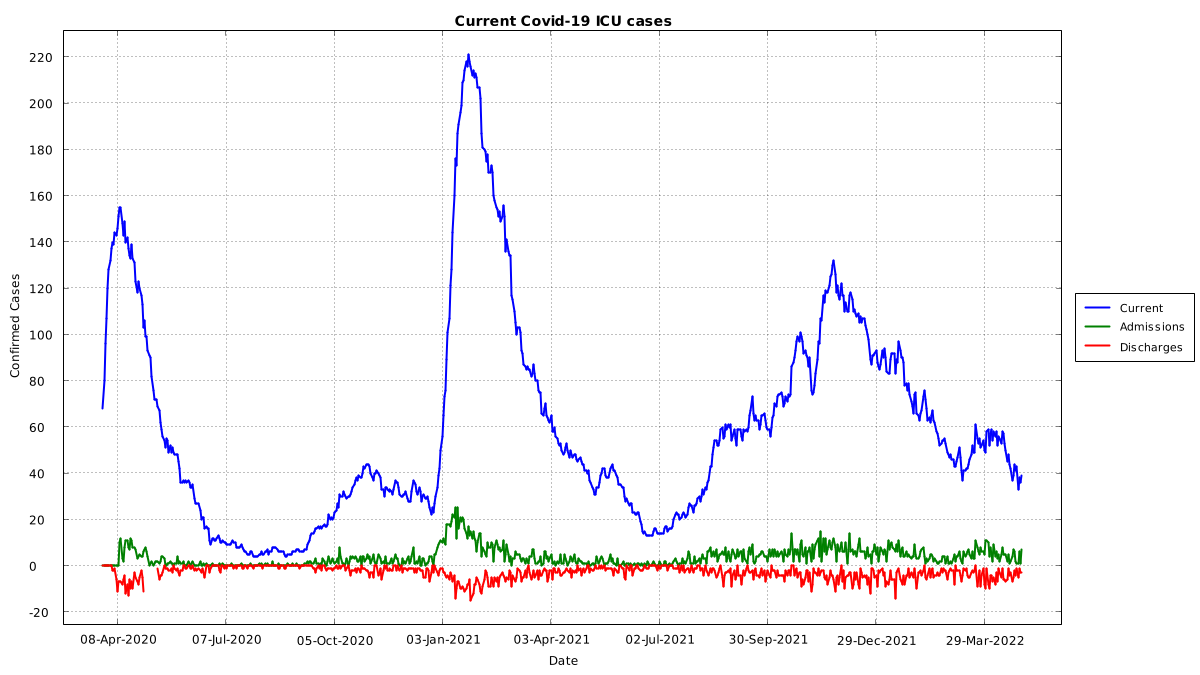 Current Covid-19 ICU cases
220
200
180
160
140
120
100
80
60
40
20
0
-20
Confirmed Cases
08-Apr-2020 07-Jul-2020 05-Oct-2020 03-Jan-2021 03-Apr-2021 02-Jul-2021 30-Sep-2021 29-Dec-2021 29-Mar-2022
Date
Current
Admissions
Discharges